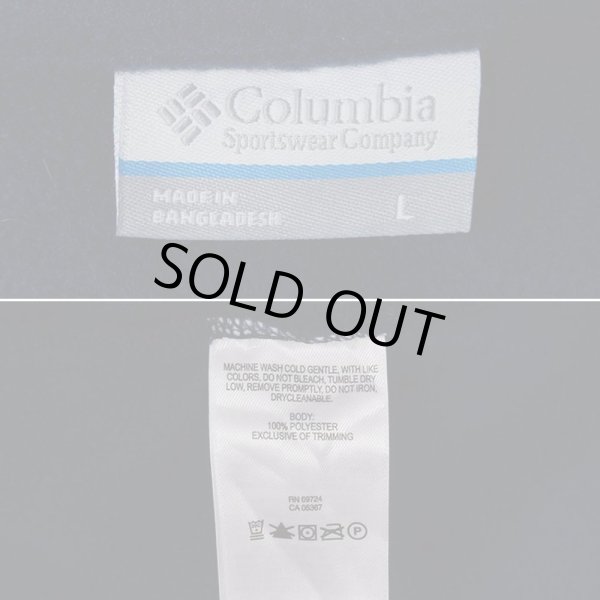 Columbia
Sportswear Company
MADE IN
BANGLADESH
L
SOLD OUT
MACHINE WASH COLD GENTLE, WITH LIKE
COLORS, DO NOT BLEACH, TUMBLE DRY
LOW, REMOVE PROMPTLY, DO NOT IRON,
DRYCLEANABLE.
BODY:
100% POLYESTER
EXCLUSIVE OF TRIMMING
RN 69724
CA 05367
P